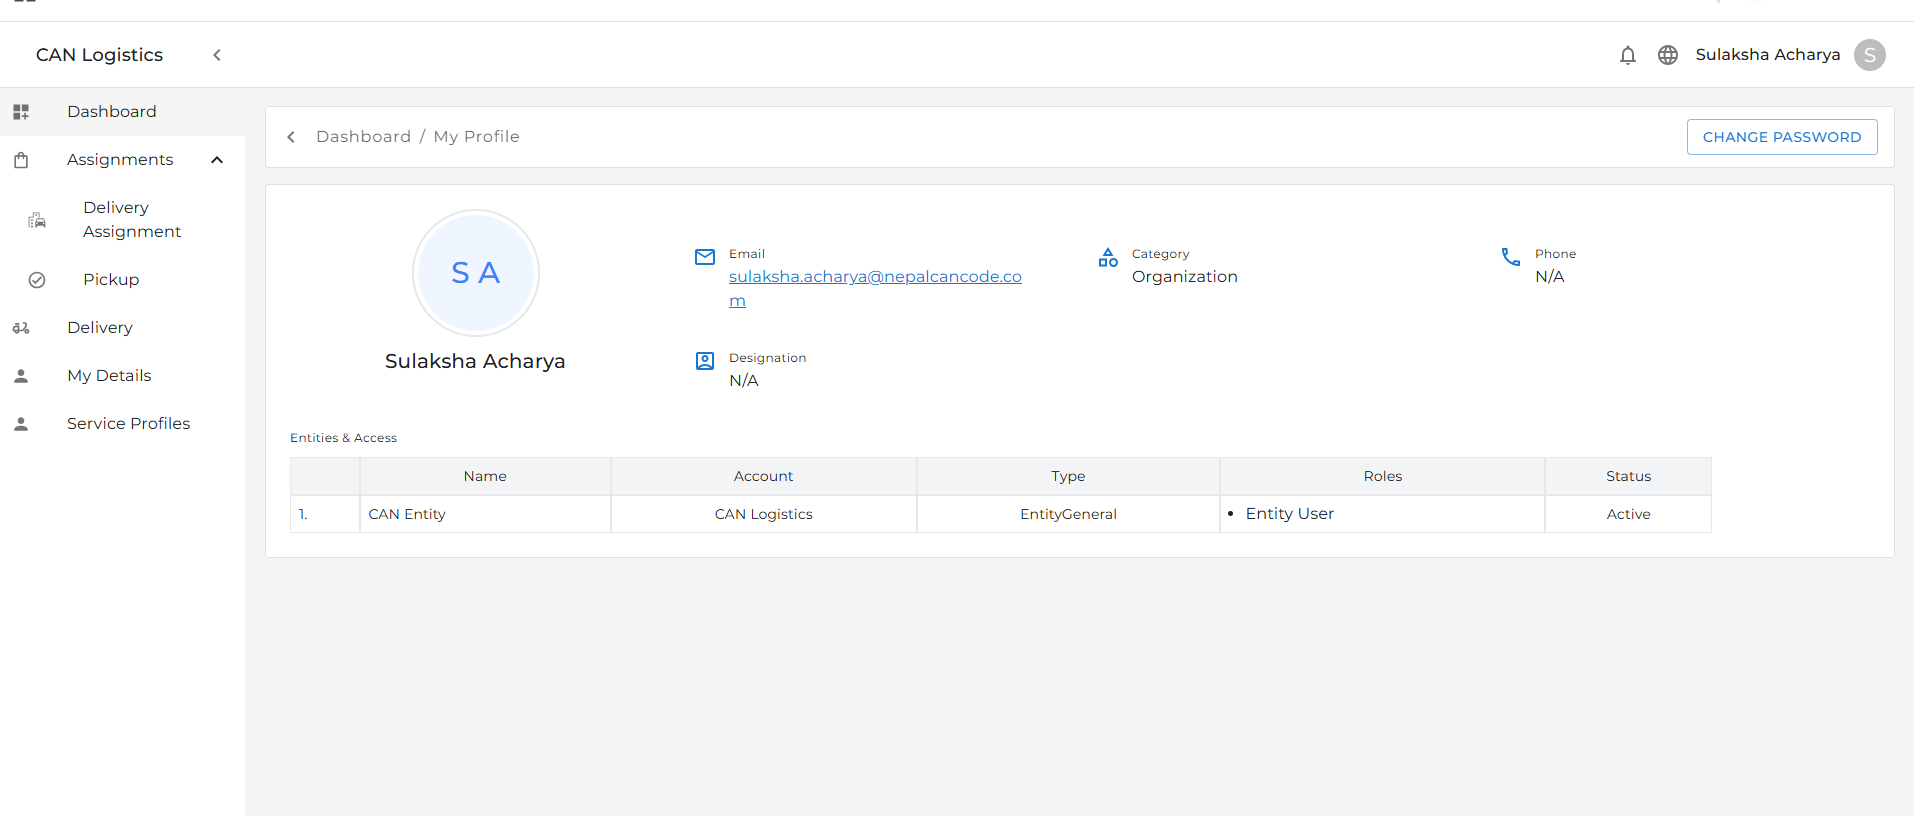 CAN Logistics
Sulaksha Acharya
S
Dashboard
Assignments
Delivery
Assignment
Pickup
Delivery
My Details
Service Profiles
Dashboard / My Profile
CHANGE PASSWORD
S A
Sulaksha Acharya
Email
sulaksha.acharya@nepalcancode.co
m
Category
Organization
Phone
N/A
Designation
N/A
Entities & Access
Name Account Type Roles Status
1. CAN Entity CAN Logistics EntityGeneral • Entity User Active